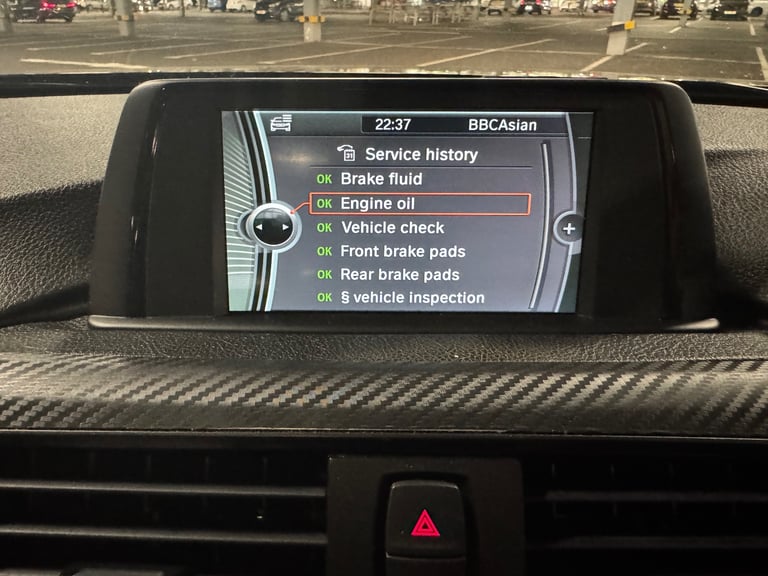 22:37 BBCAsian
31 Service history
OK Brake fluid
OK Engine oil
OK Vehicle check
OK Front brake pads
OK Rear brake pads
OK § vehicle inspection